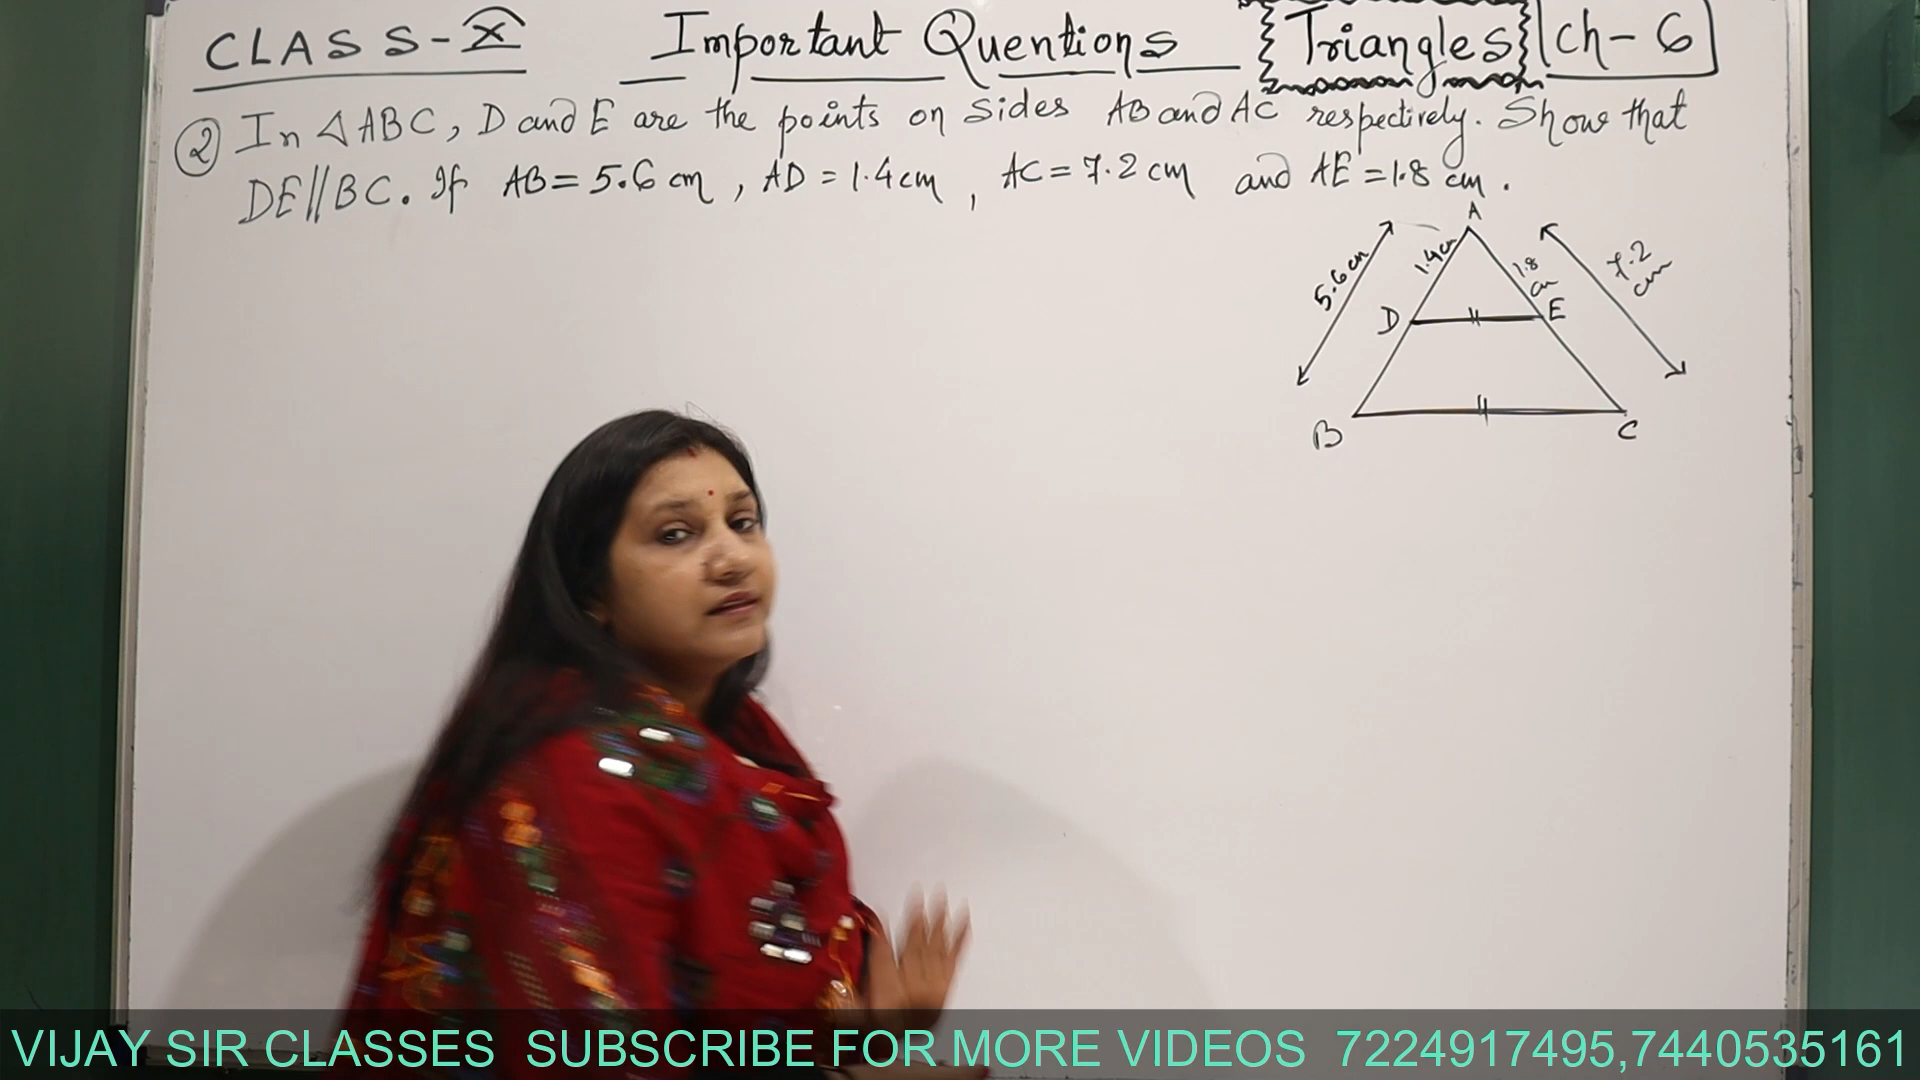 CLASS-X Important Quentions Triangles ch-6
② In △ABC, D and E are the points on sides AB and AC respectively. Show that
DE||BC. If AB=5.6 cm, AD=1.4cm, AC=7.2 cm and AE=1.8 cm.
A
5.6 cm
1.4cm
1.8 cm
7.2 cm
D
E
B
C
VIJAY SIR CLASSES SUBSCRIBE FOR MORE VIDEOS 7224917495,7440535161